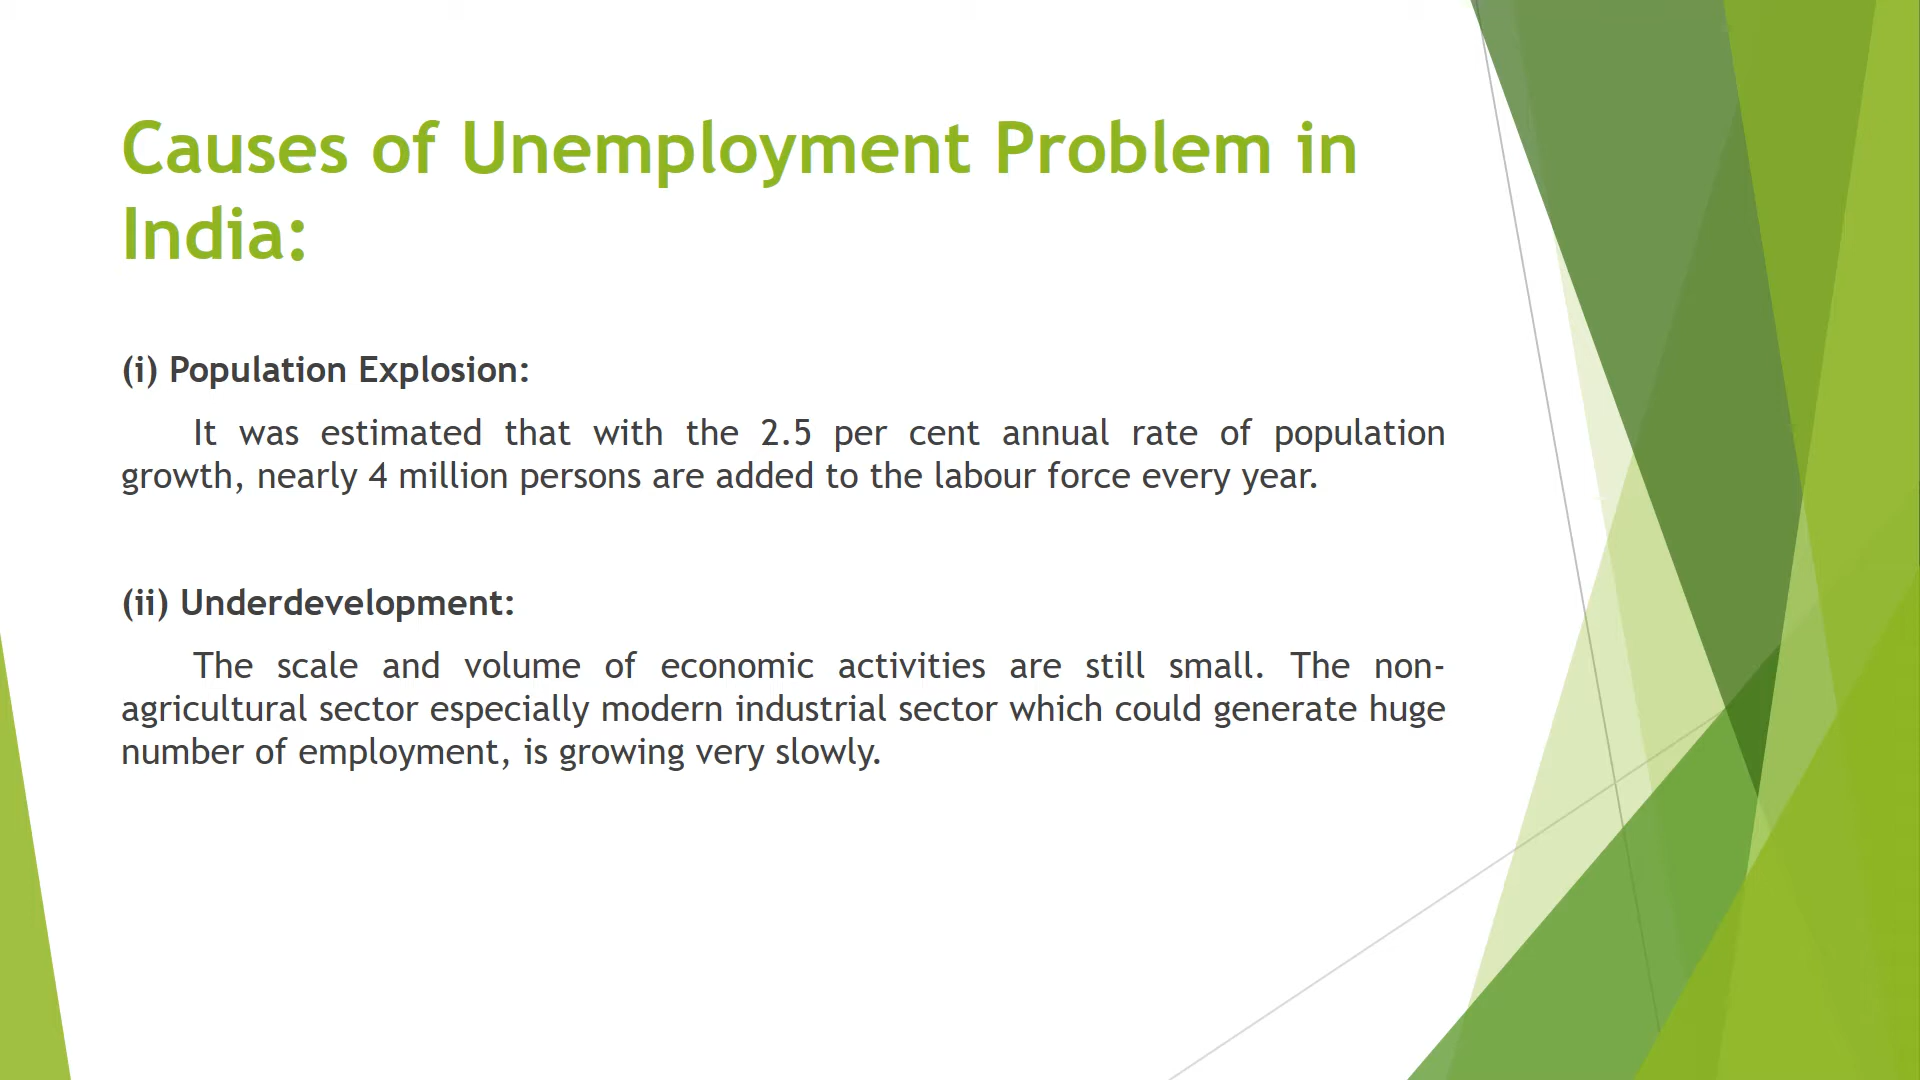 Causes of Unemployment Problem in
India:
(i) Population Explosion:
It was estimated that with the 2.5 per cent annual rate of population
growth, nearly 4 million persons are added to the labour force every year.
(ii) Underdevelopment:
The scale and volume of economic activities are still small. The non-
agricultural sector especially modern industrial sector which could generate huge
number of employment, is growing very slowly.